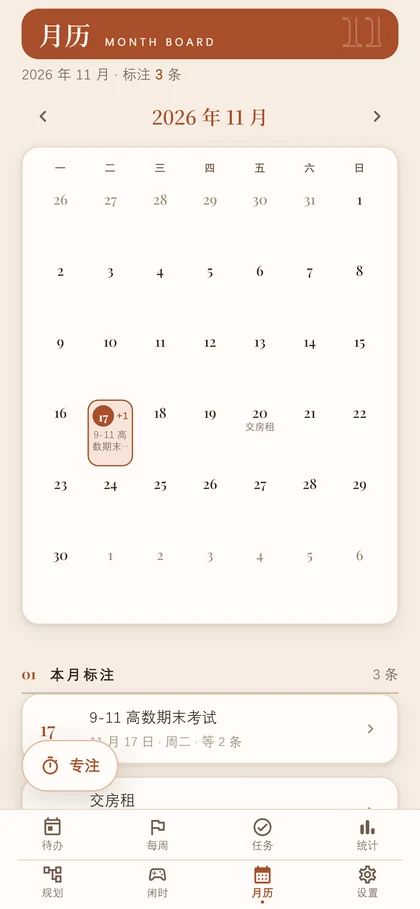 月历 MONTH BOARD 11
2026 年 11 月 · 标注 3 条
2026 年 11 月
一 二 三 四 五 六 日
26 27 28 29 30 31 1
2 3 4 5 6 7 8
9 10 11 12 13 14 15
16 17 +1 18 19 20 21 22
9-11 高
数期末…
交房租
23 24 25 26 27 28 29
30 1 2 3 4 5 6
01 本月标注 3 条
17
9-11 高数期末考试
月 17 日 · 周二 · 等 2 条
专注
交房租
待办 每周 任务 统计
规划 闲时 月历 设置